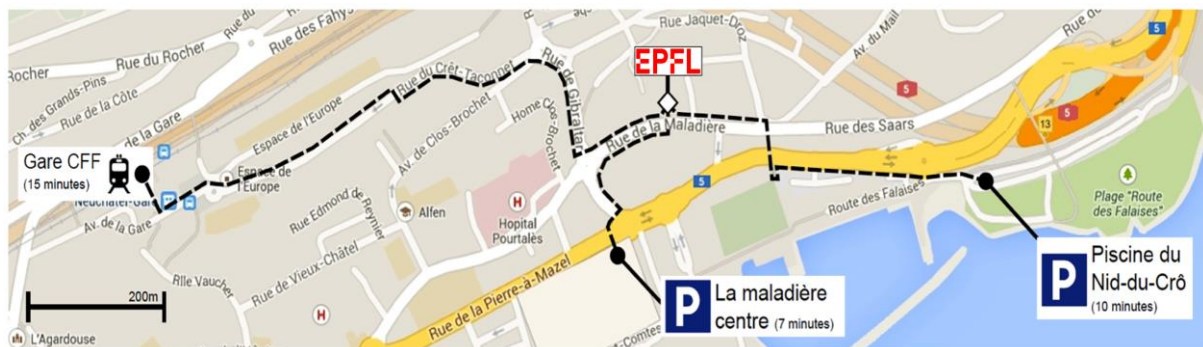 Rue du Rocher
Rue des Fahys
Rue du
Rocher
Ch. des Grands-Pins
Rue de la Côte
de la Gare
Espace de l'Europe
Rue du Crêt-Taconnet
Rue de Gibraltar
Rue Jaquet-Droz
Av. du Mail
Rue de
5
EPFL
Home
Clos-Brochet
Av. de Clos-Brochet
Rue de la Maladière
Rue des Saars
5
13
5
Gare CFF
(15 minutes)
Espace de
l'Europe
Av. de la Gare
Rue Edmond de Reynier
Alfen
H
Hopital
Pourtalès
5
Route des Falaises
Plage "Route
des Falaises"
Rlle Vaucher
Rue de Vieux-Châtel
Rue de la Pierre-à-Mazel
200m
H
P
La maladière
centre (7 minutes)
P
Piscine du
Nid-du-Crô
(10 minutes)
L'Agardouse
t-Comtes